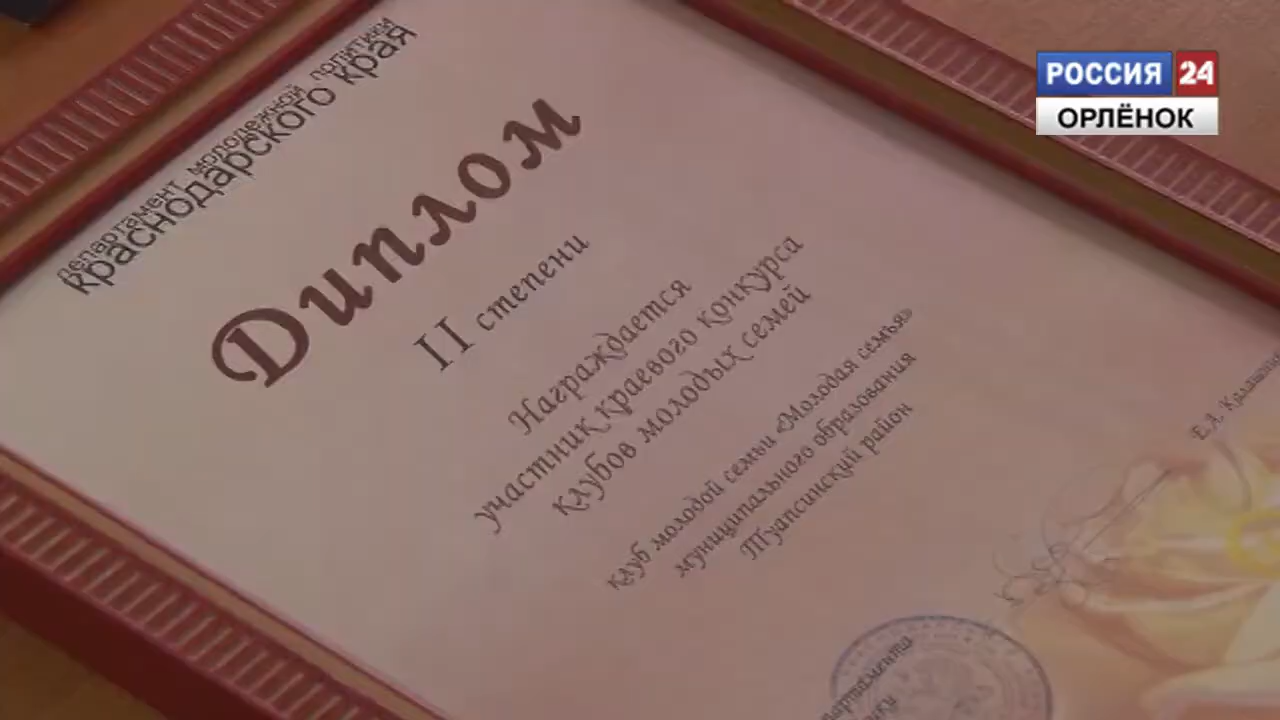 РОССИЯ 24
ОРЛЁНОК
Департамент молодежной политики
Краснодарского края
Диплом
II степени
Награждается
участник краевого конкурса
клубов молодых семей
клуб молодой семьи «Молодая семья»
муниципального образования
Туапсинский район
Е.А.